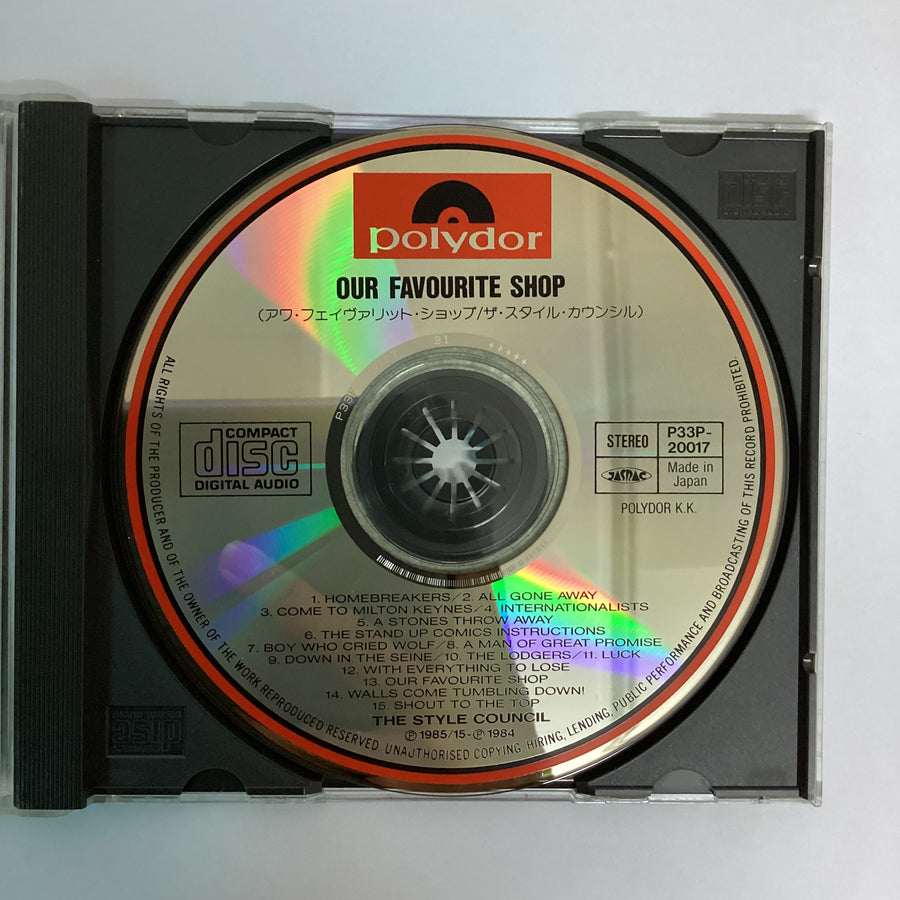 polydor
OUR FAVOURITE SHOP
(アワ・フェイヴァリット・ショップ/ザ・スタイル・カウンシル)
91 +++++
P33
COMPACT
disc
DIGITAL AUDIO
STEREO
P33P-
20017
JASRAC
Made in
Japan
POLYDOR K.K.
1. HOMEBREAKERS/2. ALL GONE AWAY
3. COME TO MILTON KEYNES/4. INTERNATIONALISTS
5. A STONES THROW AWAY
6. THE STAND UP COMICS INSTRUCTIONS
7. BOY WHO CRIED WOLF/8. A MAN OF GREAT PROMISE
9. DOWN IN THE SEINE/10. THE LODGERS/11. LUCK
12. WITH EVERYTHING TO LOSE
13. OUR FAVOURITE SHOP
14. WALLS COME TUMBLING DOWN!
15. SHOUT TO THE TOP
THE STYLE COUNCIL
℗1985/15-℗1984
ALL RIGHTS OF THE PRODUCER AND OF THE OWNER OF THE WORK REPRODUCED RESERVED. UNAUTHORISED COPYING, HIRING, LENDING, PUBLIC PERFORMANCE AND BROADCASTING OF THIS RECORD PROHIBITED.
disc
disc